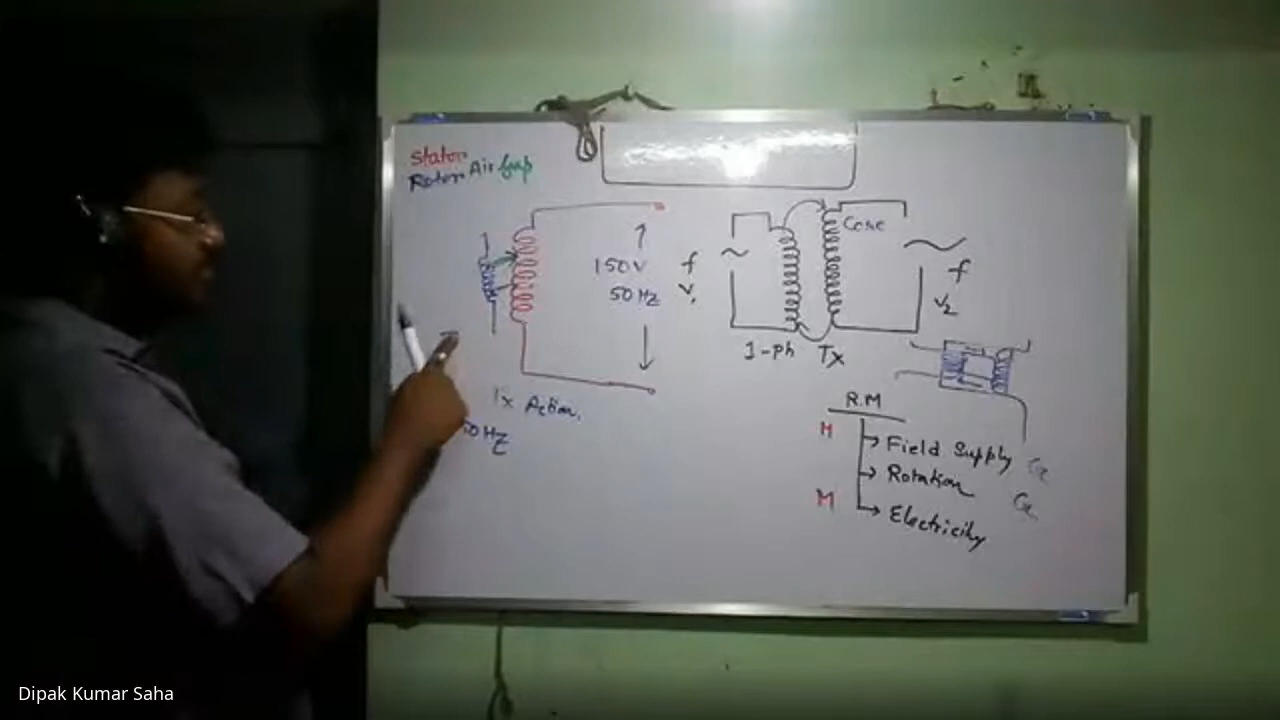 Stator
Rotor Air Gap
150V
50 Hz
f
V1
Core
f
V2
1-ph Tx
Tx Action.
50 Hz
R.M
M
Field Supply G
Rotation
G
M
Electricity
Dipak Kumar Saha